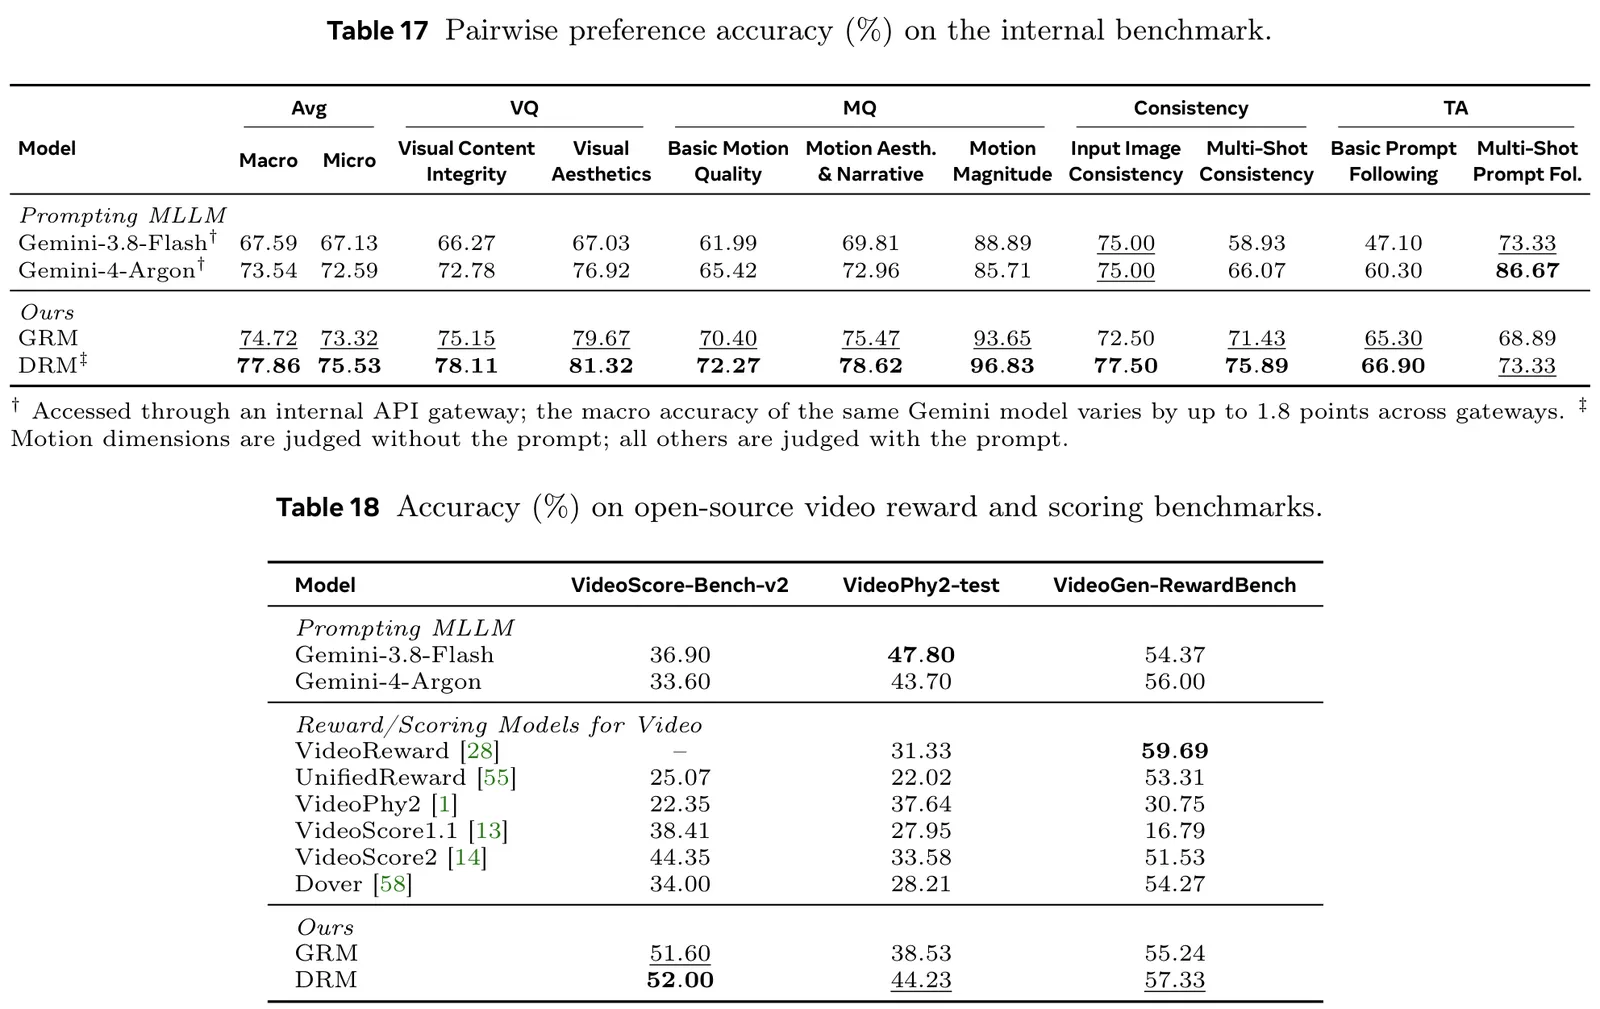 Table 17 Pairwise preference accuracy (%) on the internal benchmark.
Avg VQ MQ Consistency TA
Model Macro Micro Visual Content Integrity Visual Aesthetics Basic Motion Quality Motion Aesth. & Narrative Motion Magnitude Input Image Consistency Multi-Shot Consistency Basic Prompt Following Multi-Shot Prompt Fol.
Prompting MLLM
Gemini-3.8-Flash† 67.59 67.13 66.27 67.03 61.99 69.81 88.89 75.00 58.93 47.10 73.33
Gemini-4-Argon† 73.54 72.59 72.78 76.92 65.42 72.96 85.71 75.00 66.07 60.30 86.67
Ours
GRM 74.72 73.32 75.15 79.67 70.40 75.47 93.65 72.50 71.43 65.30 68.89
DRM‡ 77.86 75.53 78.11 81.32 72.27 78.62 96.83 77.50 75.89 66.90 73.33
† Accessed through an internal API gateway; the macro accuracy of the same Gemini model varies by up to 1.8 points across gateways. ‡
Motion dimensions are judged without the prompt; all others are judged with the prompt.
Table 18 Accuracy (%) on open-source video reward and scoring benchmarks.
Model VideoScore-Bench-v2 VideoPhy2-test VideoGen-RewardBench
Prompting MLLM
Gemini-3.8-Flash 36.90 47.80 54.37
Gemini-4-Argon 33.60 43.70 56.00
Reward/Scoring Models for Video
VideoReward [28] – 31.33 59.69
UnifiedReward [55] 25.07 22.02 53.31
VideoPhy2 [1] 22.35 37.64 30.75
VideoScore1.1 [13] 38.41 27.95 16.79
VideoScore2 [14] 44.35 33.58 51.53
Dover [58] 34.00 28.21 54.27
Ours
GRM 51.60 38.53 55.24
DRM 52.00 44.23 57.33